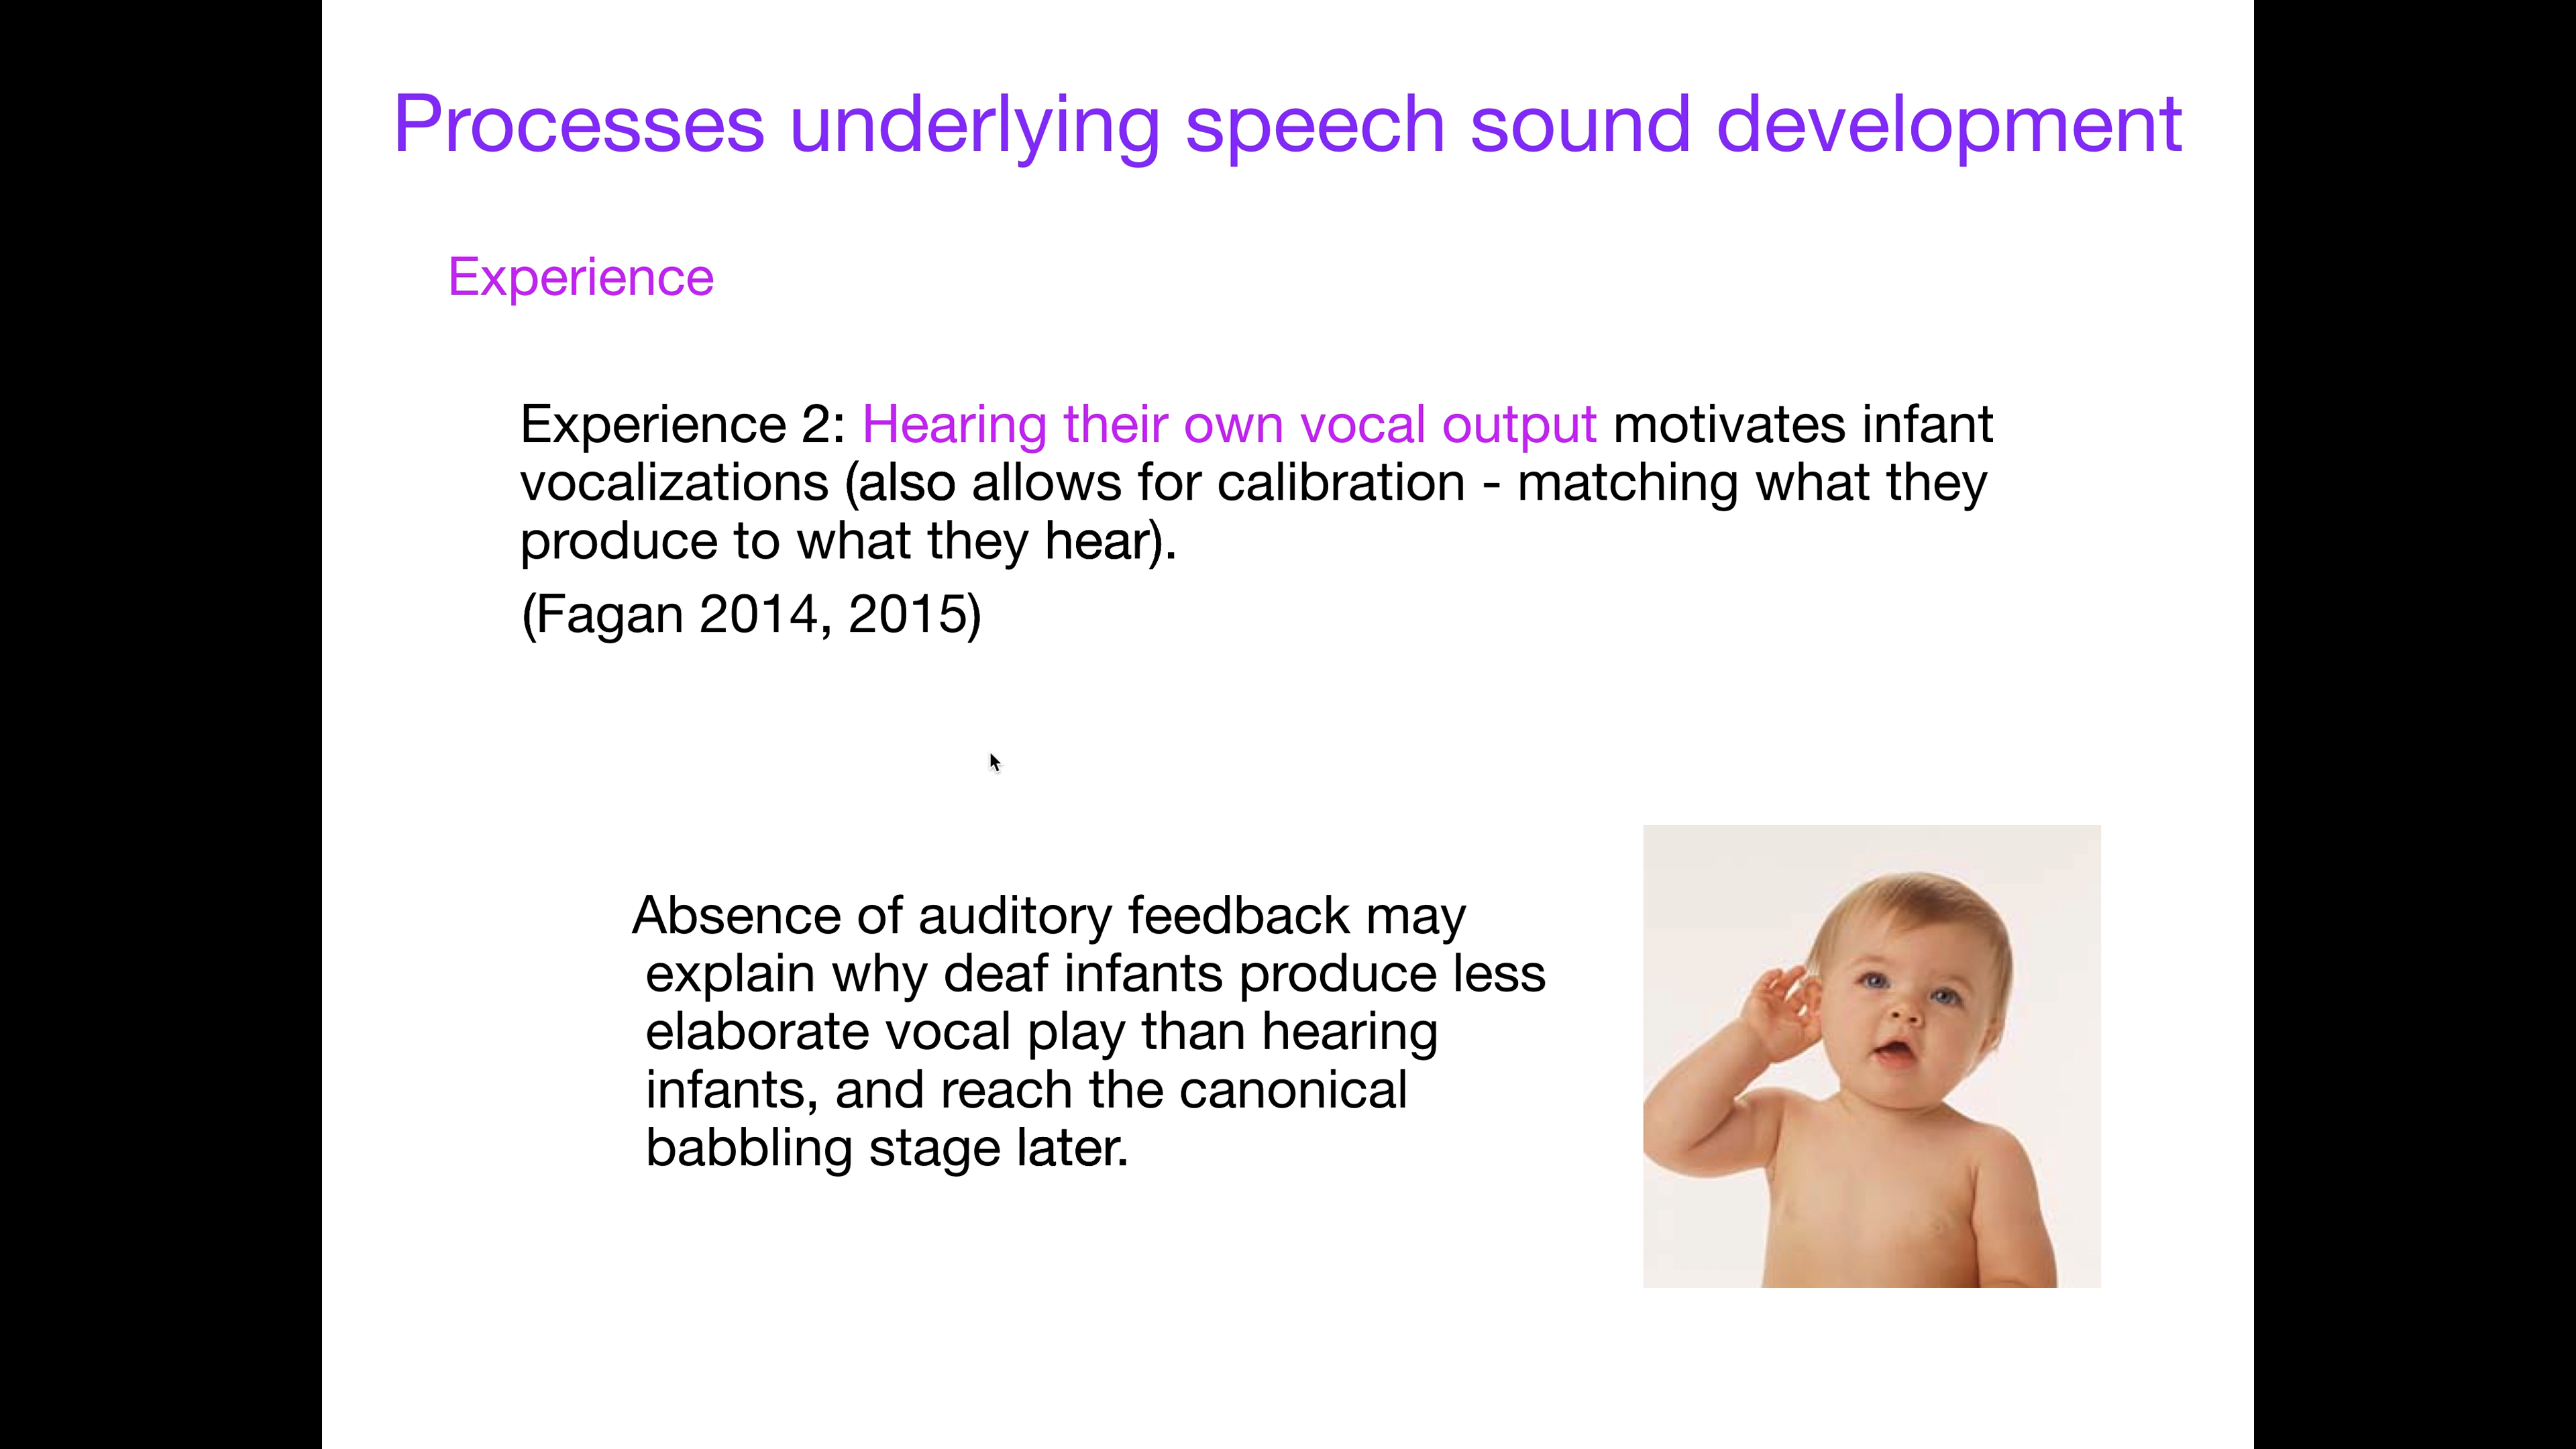 Processes underlying speech sound development
Experience
Experience 2: Hearing their own vocal output motivates infant
vocalizations (also allows for calibration - matching what they
produce to what they hear).
(Fagan 2014, 2015)
Absence of auditory feedback may
explain why deaf infants produce less
elaborate vocal play than hearing
infants, and reach the canonical
babbling stage later.